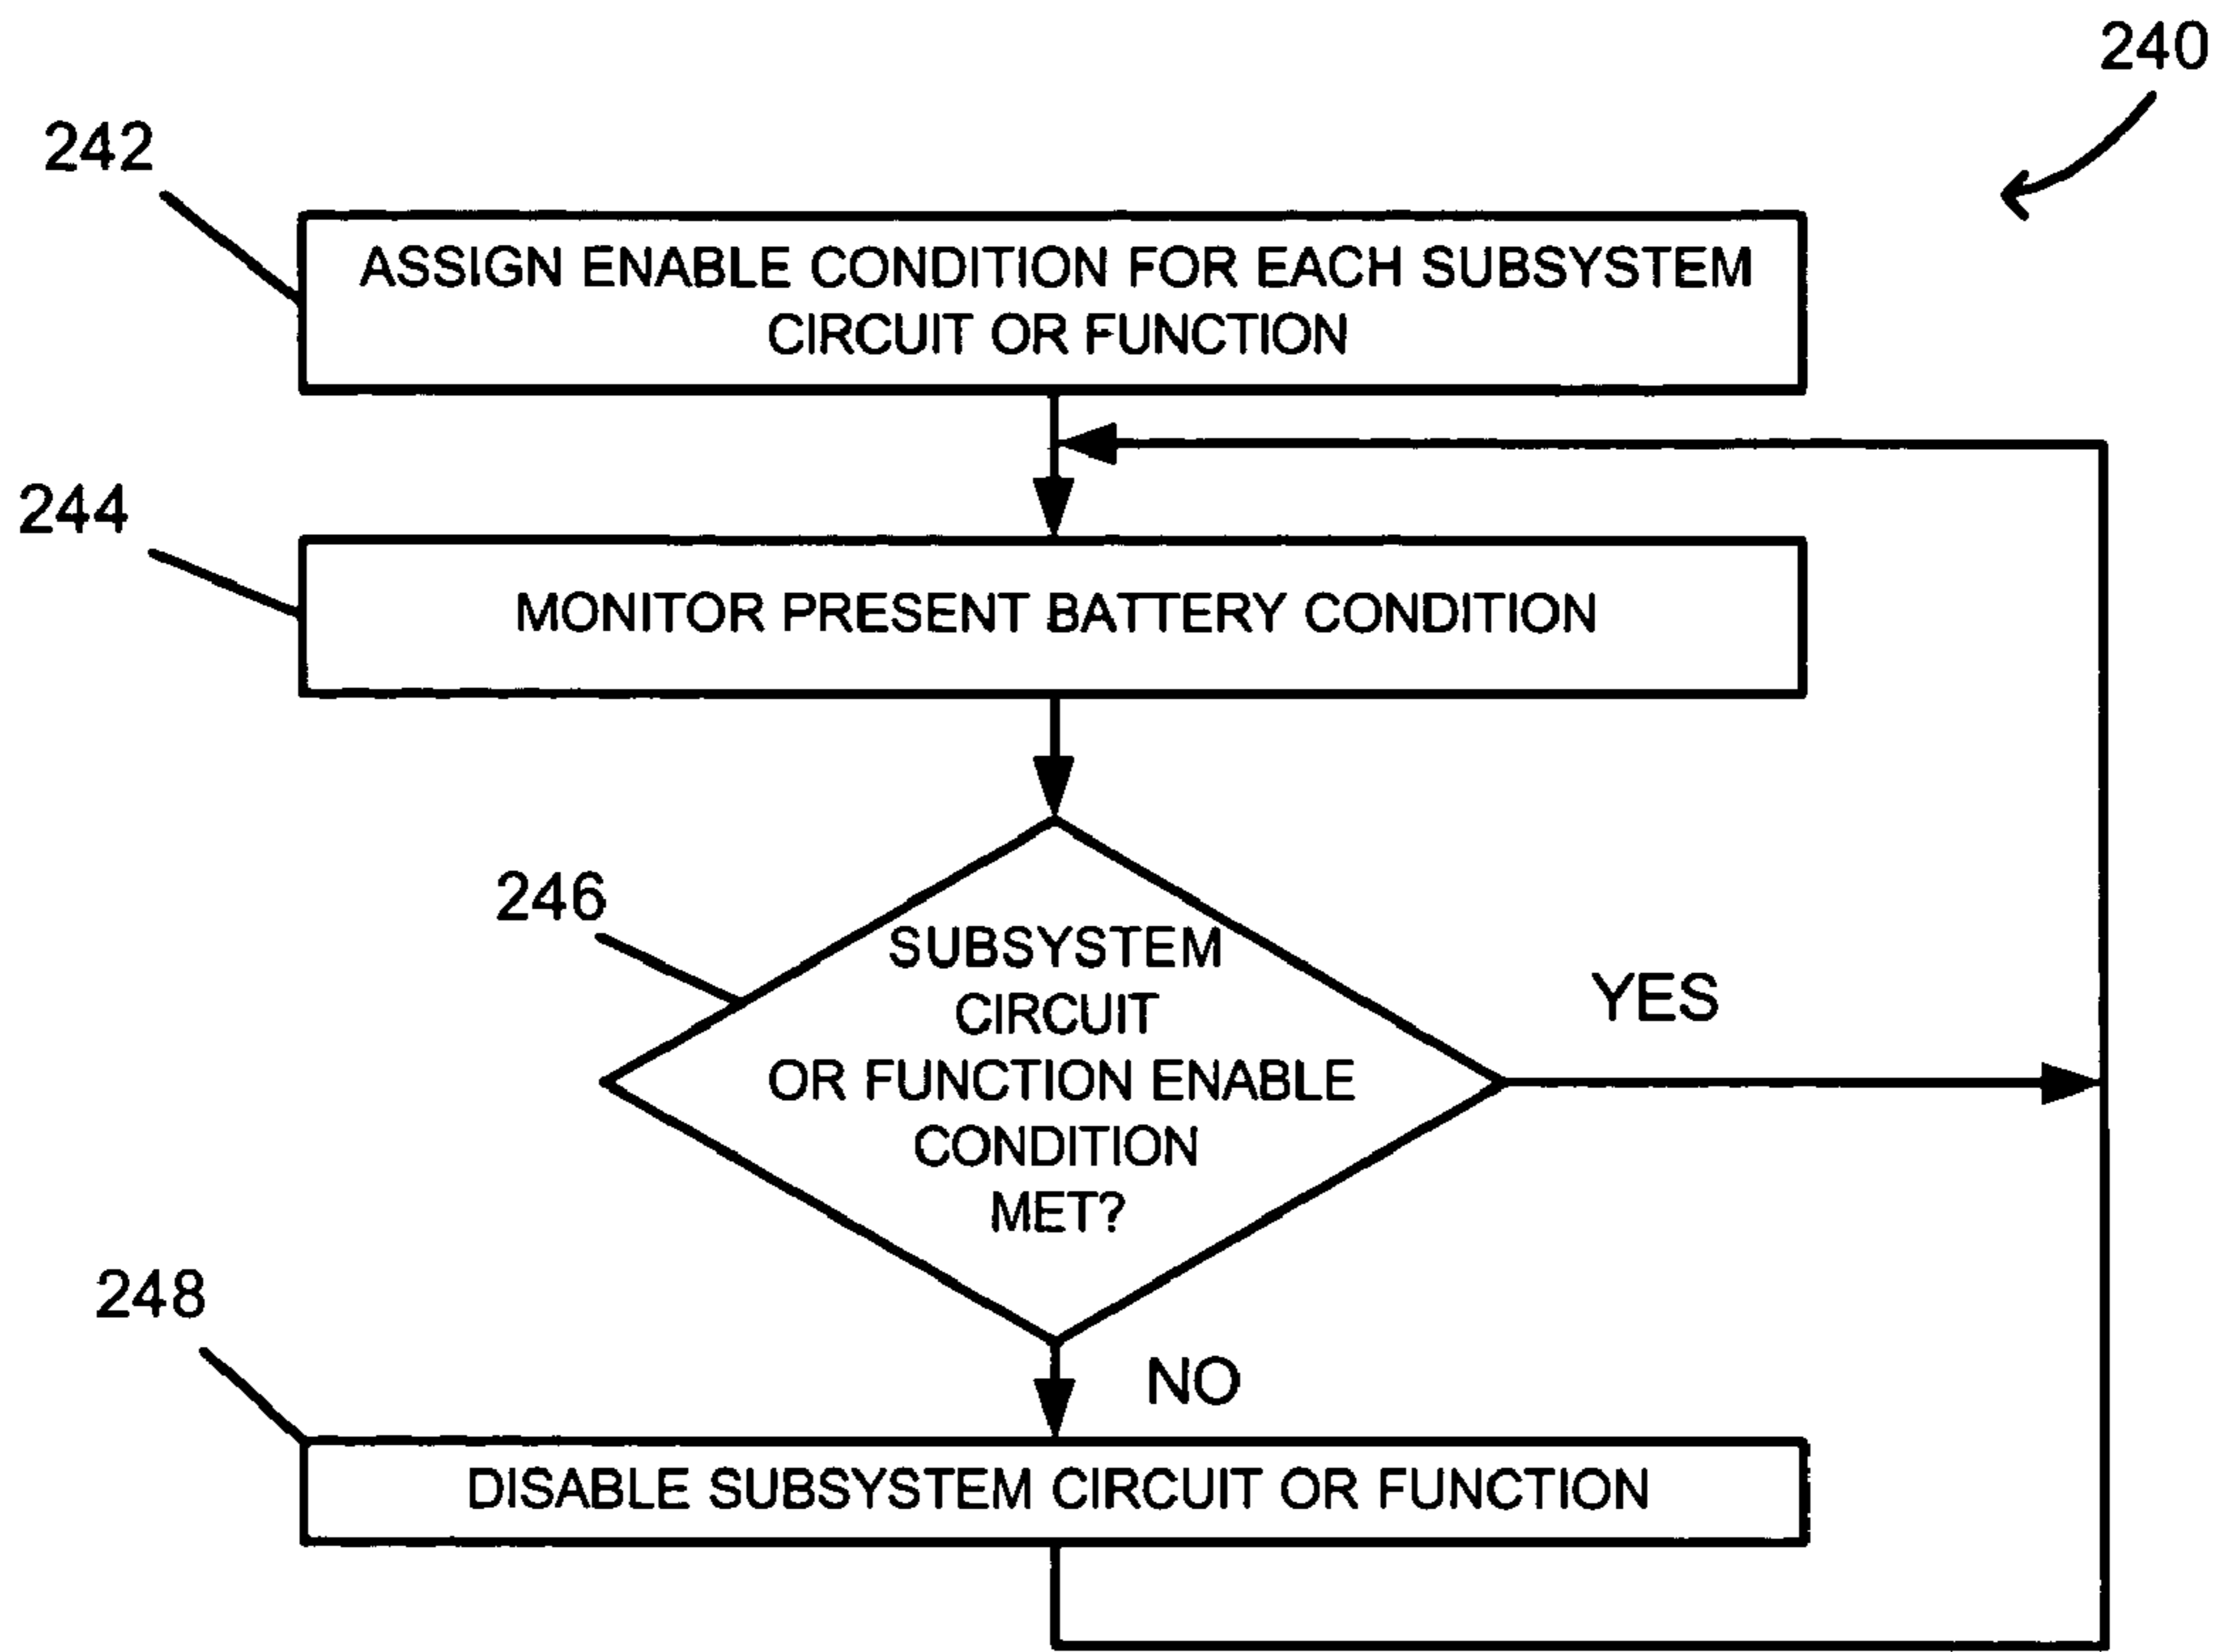 240
242
ASSIGN ENABLE CONDITION FOR EACH SUBSYSTEM
CIRCUIT OR FUNCTION
244
MONITOR PRESENT BATTERY CONDITION
246
SUBSYSTEM
CIRCUIT
OR FUNCTION ENABLE
CONDITION
MET?
YES
NO
248
DISABLE SUBSYSTEM CIRCUIT OR FUNCTION